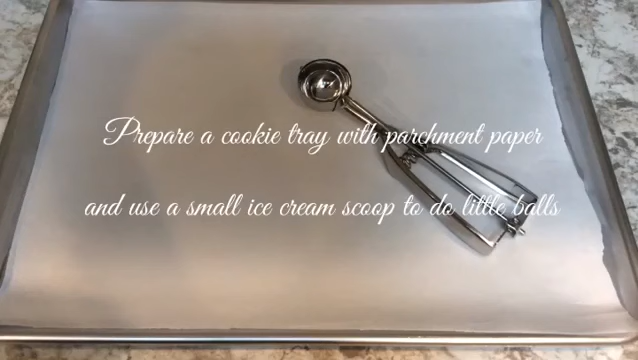 Prepare a cookie tray with parchment paper
and use a small ice cream scoop to do little balls